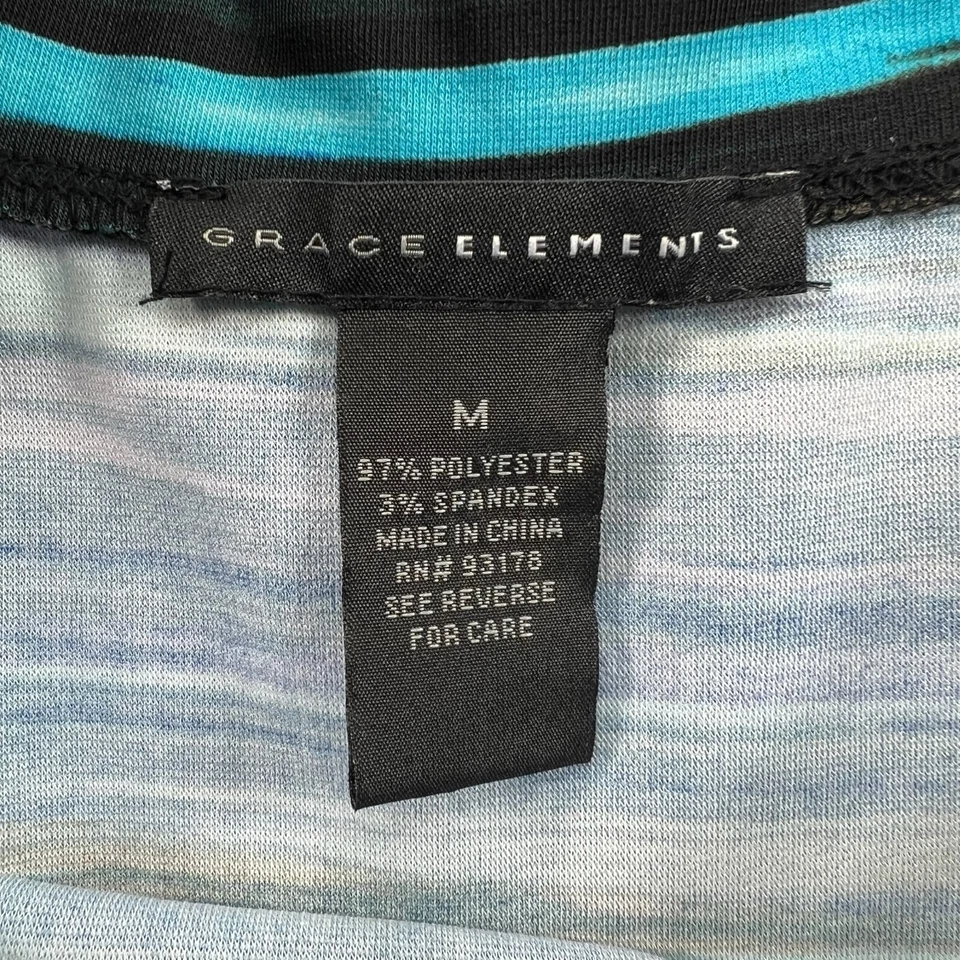 GRACE ELEMENTS
M
97% POLYESTER
3% SPANDEX
MADE IN CHINA
RN# 93178
SEE REVERSE
FOR CARE